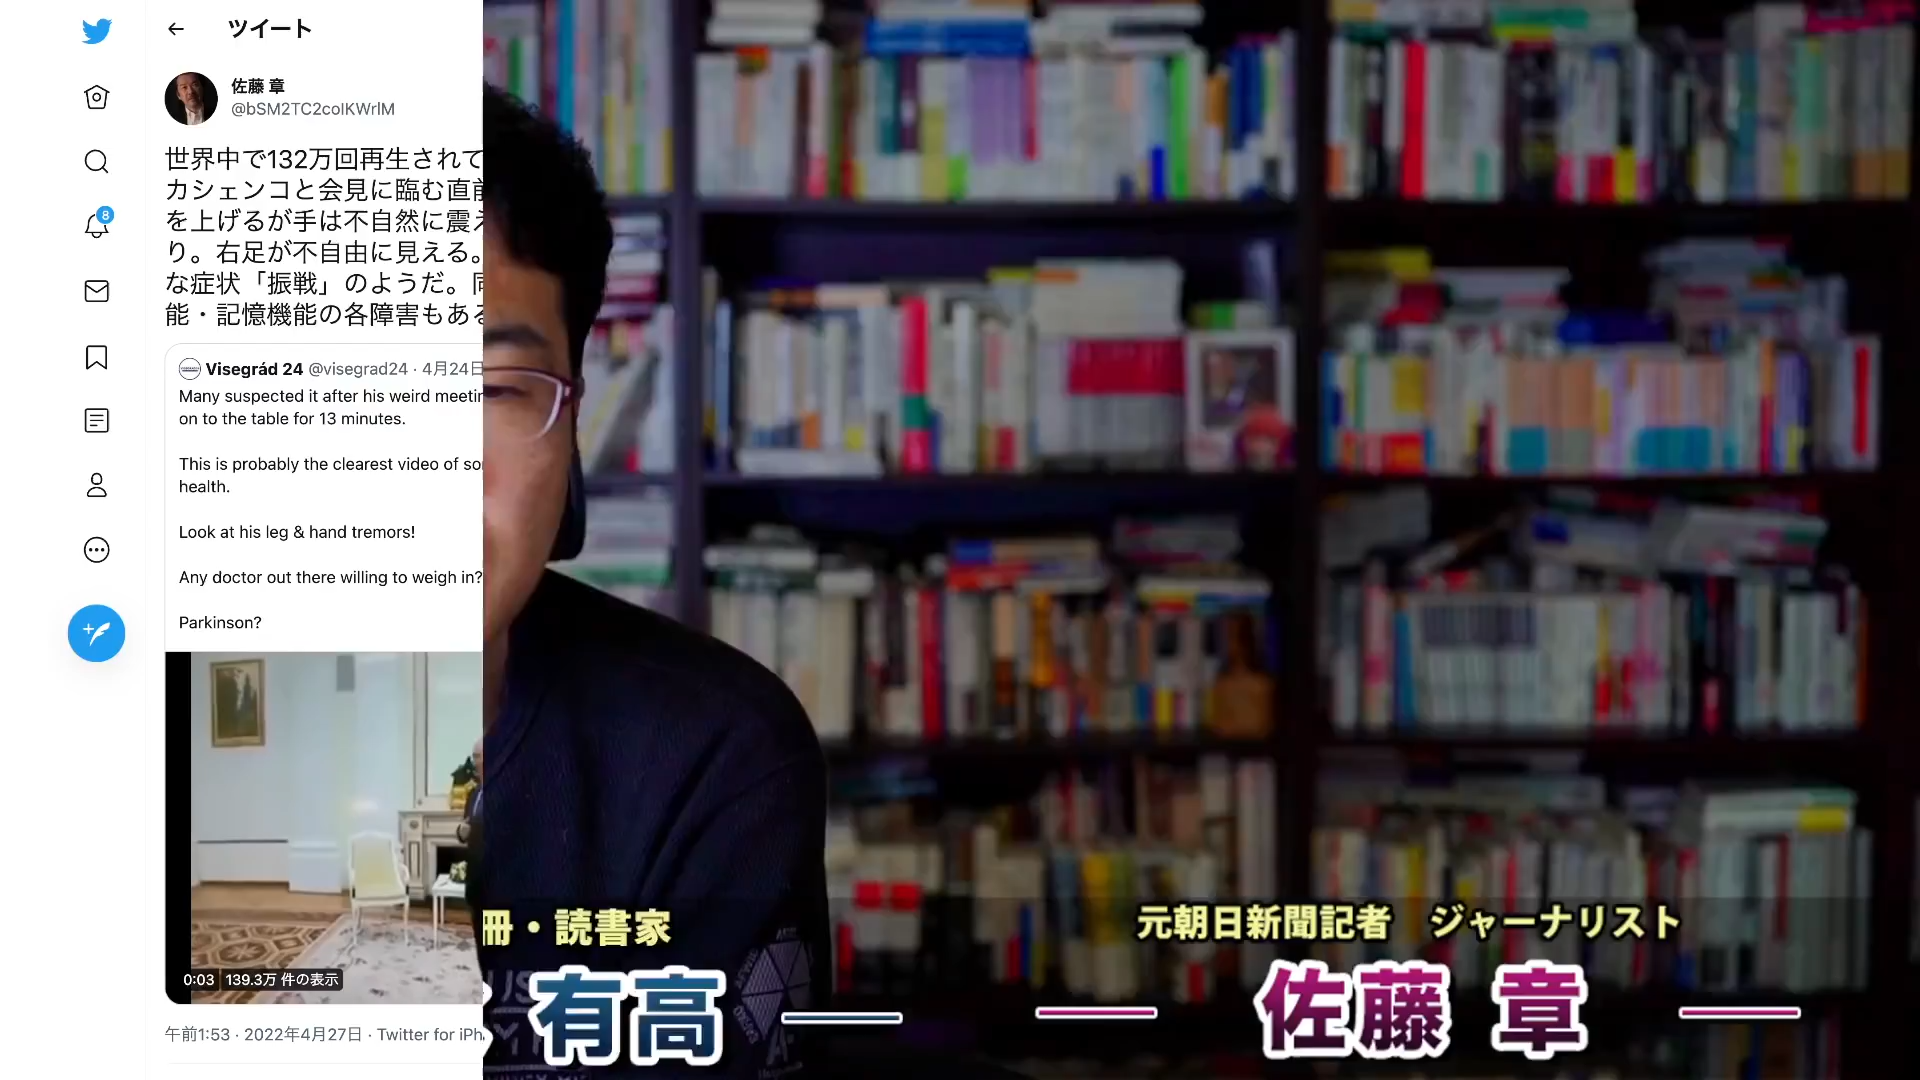 ツイート
佐藤 章
@bSM2TC2coIKWrlM
8
世界中で132万回再生されて
カシェンコと会見に臨む直前
を上げるが手は不自然に震え
り。右足が不自由に見える。
な症状「振戦」のようだ。同
能・記憶機能の各障害もある
Visegrád 24 @visegrad24 · 4月24日
Many suspected it after his weird meetin
on to the table for 13 minutes.
This is probably the clearest video of so
health.
Look at his leg & hand tremors!
Any doctor out there willing to weigh in?
Parkinson?
0:03 139.3万 件の表示
午前1:53 · 2022年4月27日 · Twitter for iPh
冊・読書家
有高
元朝日新聞記者 ジャーナリスト
佐藤 章